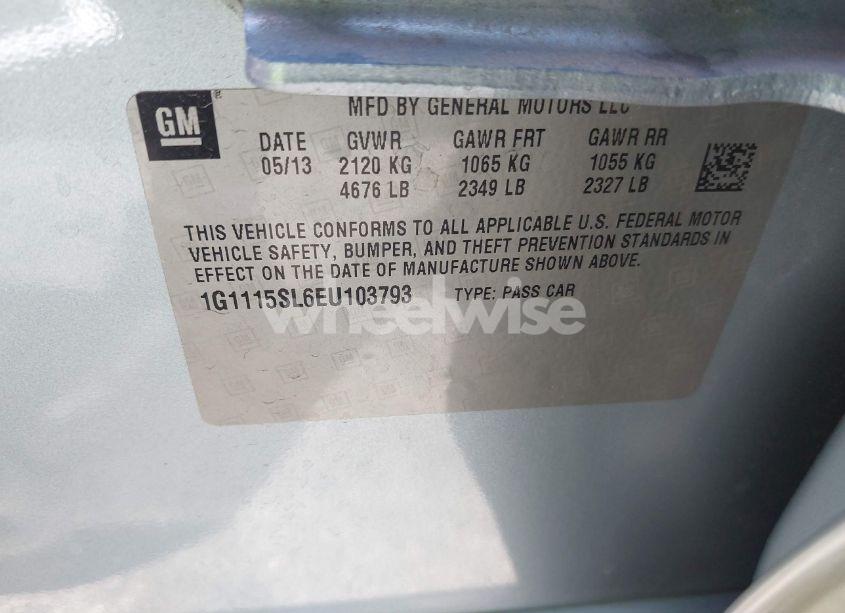 GM
MFD BY GENERAL MOTORS LLC
DATE GVWR GAWR FRT GAWR RR
05/13 2120 KG 1065 KG 1055 KG
4676 LB 2349 LB 2327 LB
THIS VEHICLE CONFORMS TO ALL APPLICABLE U.S. FEDERAL MOTOR
VEHICLE SAFETY, BUMPER, AND THEFT PREVENTION STANDARDS IN
EFFECT ON THE DATE OF MANUFACTURE SHOWN ABOVE.
1G1115SL6EU103793 TYPE: PASS CAR
wheelwise